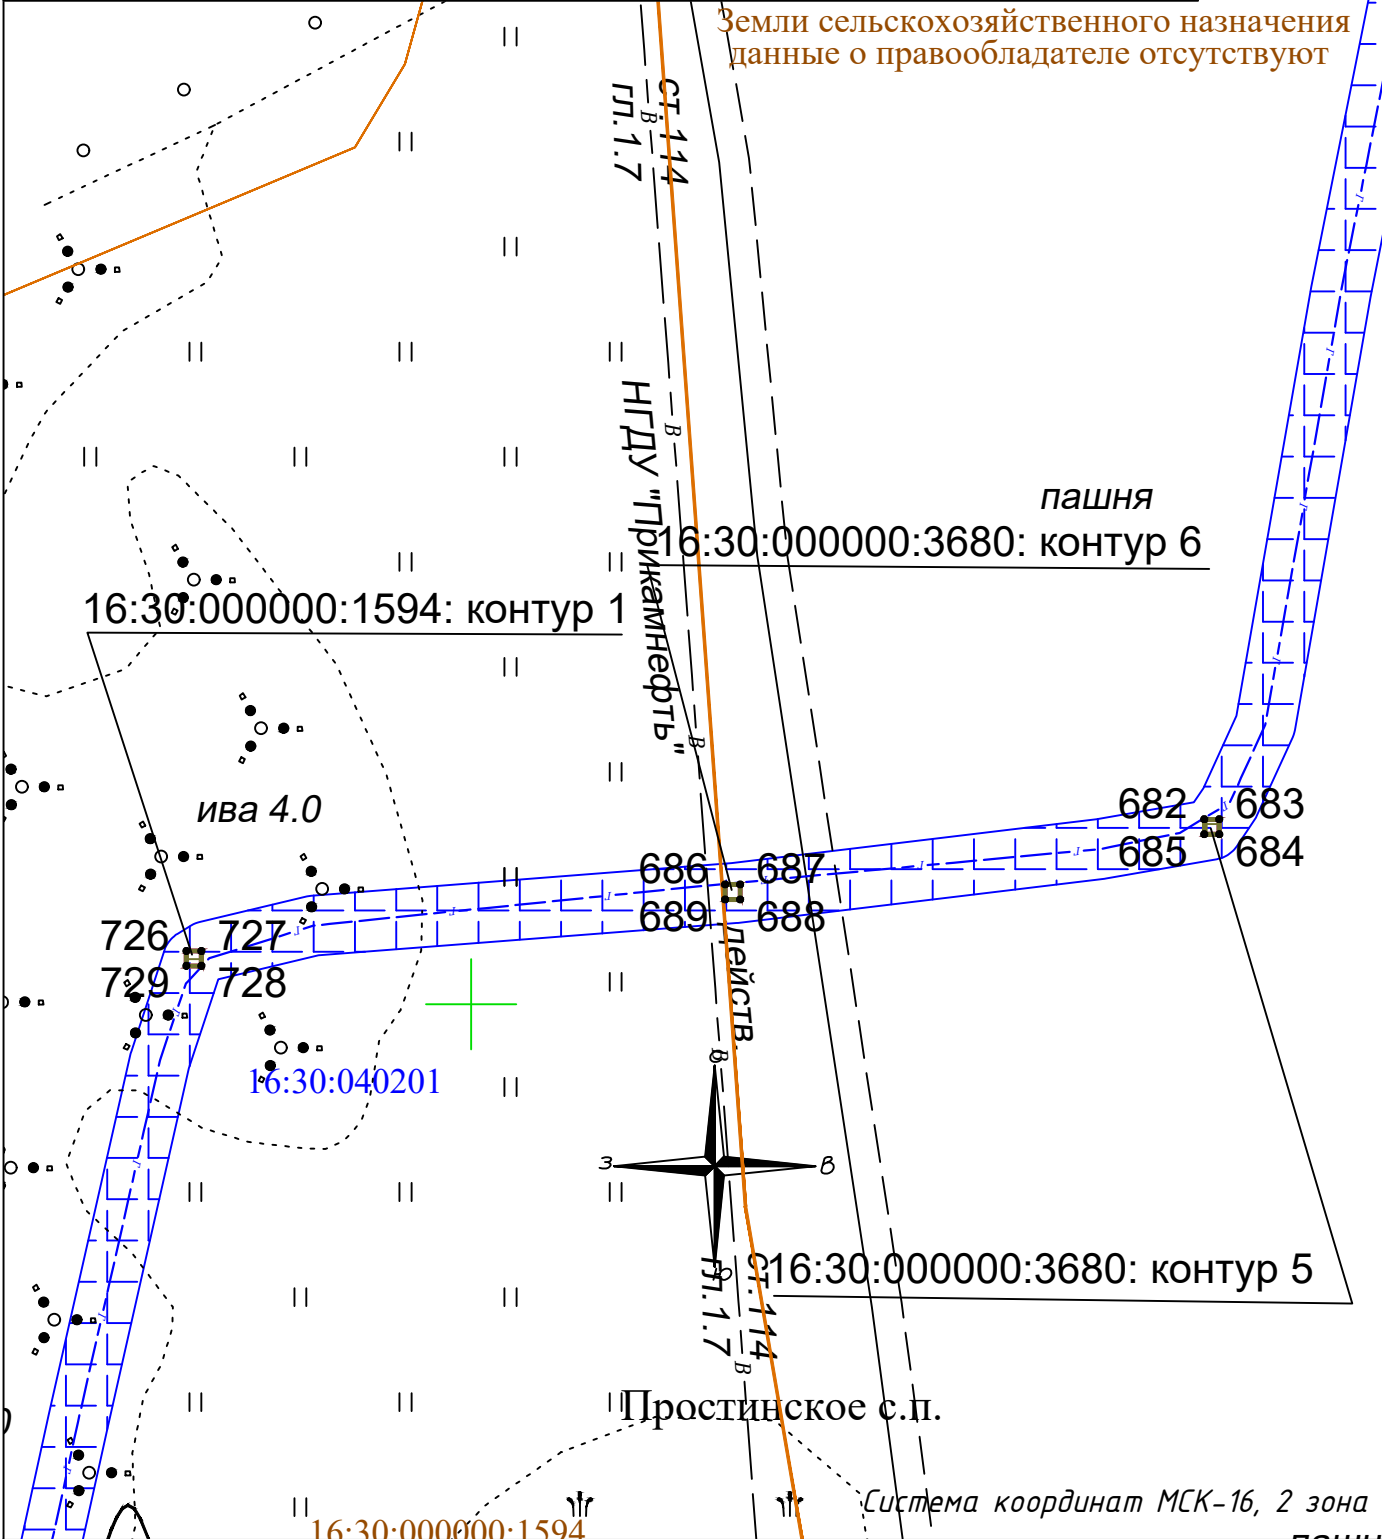 Земли сельскохозяйственного назначения
данные о правообладателе отсутствуют
ст.114
гл.1.7
В
НГДУ "Прикамнефть"
В
пашня
16:30:000000:3680: контур 6
16:30:000000:1594: контур 1
В
ива 4.0
682 683
685 684
686 687
689 688
726 727
729 728
действ.
В
16:30:040201
С
З В
Ю
ст.114
гл.1.7
16:30:000000:3680: контур 5
В
Простинское с.п.
Система координат МСК-16, 2 зона
16:30:000000:1594